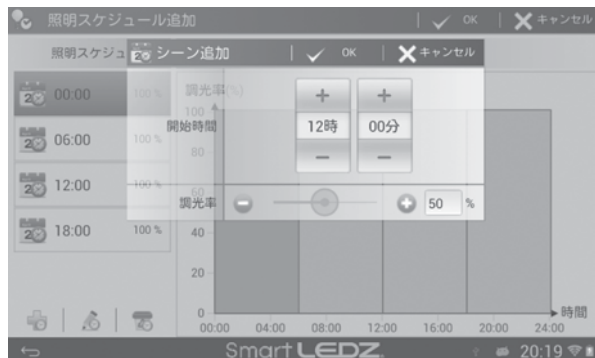 照明スケジュール追加 OK キャンセル
照明スケジュ
シーン追加 OK キャンセル
20 00:00 100 %
20 06:00 100 %
20 12:00 100 %
20 18:00 100 %
調光率(%)
開始時間 12時 00分
調光率 50 %
100
80
60
40
20
0
00:00 04:00 08:00 12:00 16:00 20:00 24:00
時間
Smart LEDZ
20:19